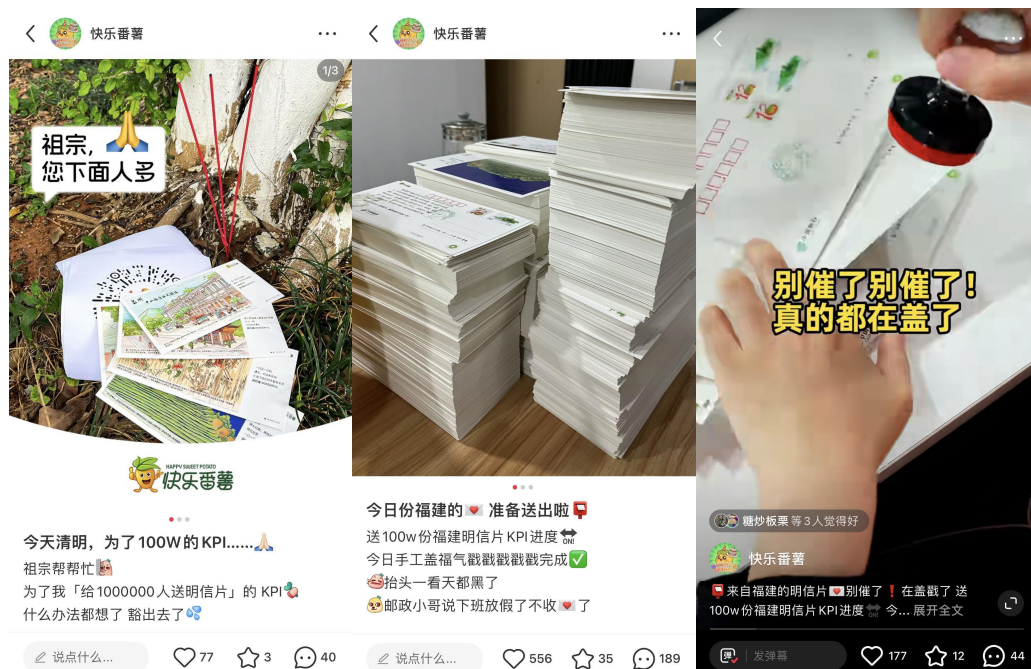 快乐番薯
1/3
祖宗，🙏
您下面人多
HAPPY SWEET POTATO
快乐番薯
今天清明，为了100W的KPI......🙏🏻
祖宗帮帮忙
为了我「给1000000人送明信片」的 KPI
什么办法都想了 豁出去了💦
说点什么...
77
3
40
快乐番薯
今日份福建的💌 准备送出啦📮
送100w份福建明信片KPI进度🔛
今日手工盖福气戳戳戳戳戳完成✅
抬头一看天都黑了
邮政小哥说下班放假了不收💌了
说点什么...
556
35
189
别催了别催了！
真的都在盖了
糖炒板栗 等3人觉得好
快乐番薯
📮来自福建的明信片💌别催了❗在盖戳了 送
100w份福建明信片KPI进度🔛 今... 展开全文
弹
发弹幕
177
12
44